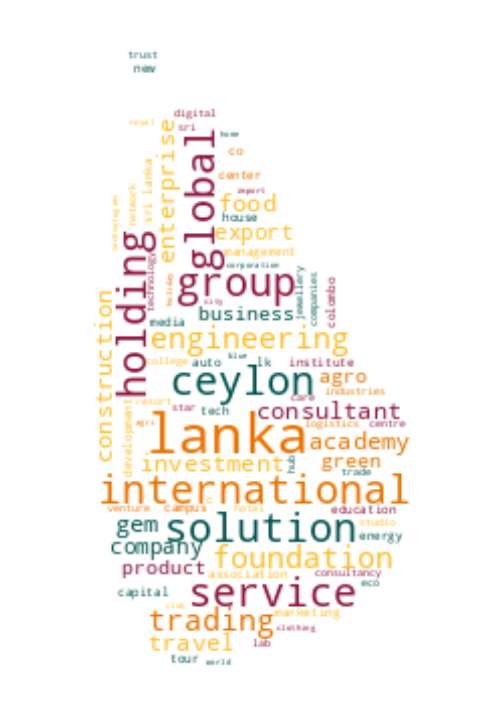 trust
new
digital
royal
sri
home
enterprise
global
co
sri lanka
center
import
network
food
technologies
house
export
holding
management
technology
corporation
group
holiday
jewellery
companies
colombo
city
business
media
construction
engineering
blue
college
auto
lk
institute
ceylon
agro
care
industries
development
resort
star
tech
consultant
agri
lanka
logistics
centre
academy
investment
hub
green
trade
international
venture
campus
hotel
education
gem
solution
studio
energy
company
foundation
product
association
consultancy
eco
capital
service
club
marketing
trading
clothing
travel
lab
tour
world